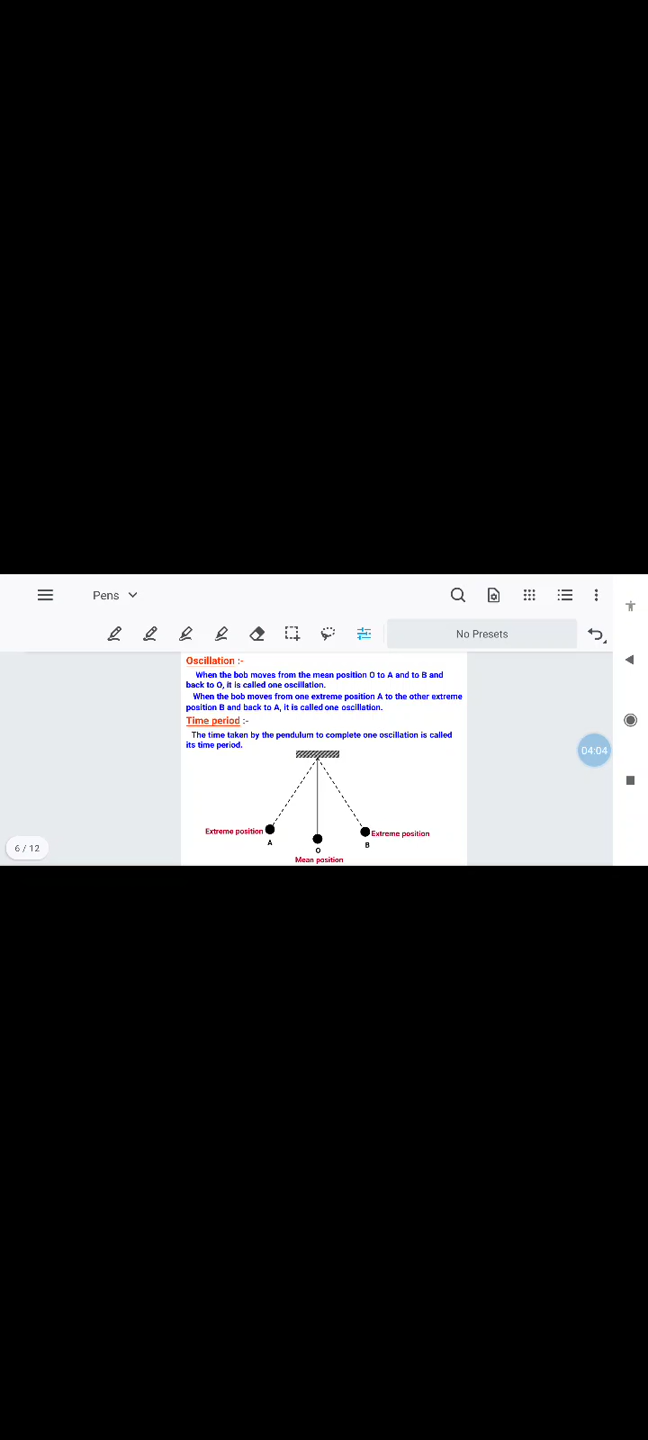 Pens
No Presets
Oscillation :-
When the bob moves from the mean position O to A and to B and
back to O, it is called one oscillation.
When the bob moves from one extreme position A to the other extreme
position B and back to A, it is called one oscillation.
Time period :-
The time taken by the pendulum to complete one oscillation is called
its time period.
04:04
Extreme position
Extreme position
A
O
B
Mean position
6 / 12